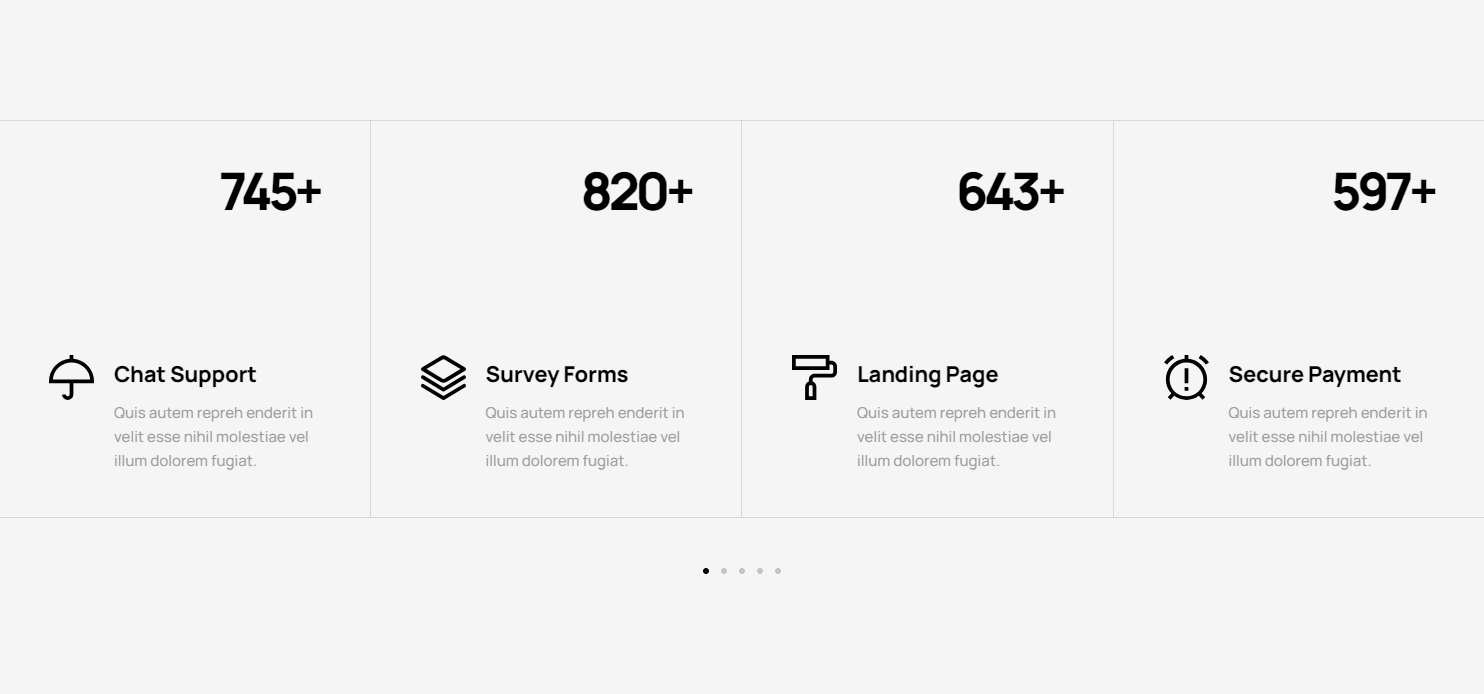 745+
Chat Support
Quis autem repreh enderit in
velit esse nihil molestiae vel
illum dolorem fugiat.
820+
Survey Forms
Quis autem repreh enderit in
velit esse nihil molestiae vel
illum dolorem fugiat.
643+
Landing Page
Quis autem repreh enderit in
velit esse nihil molestiae vel
illum dolorem fugiat.
597+
Secure Payment
Quis autem repreh enderit in
velit esse nihil molestiae vel
illum dolorem fugiat.